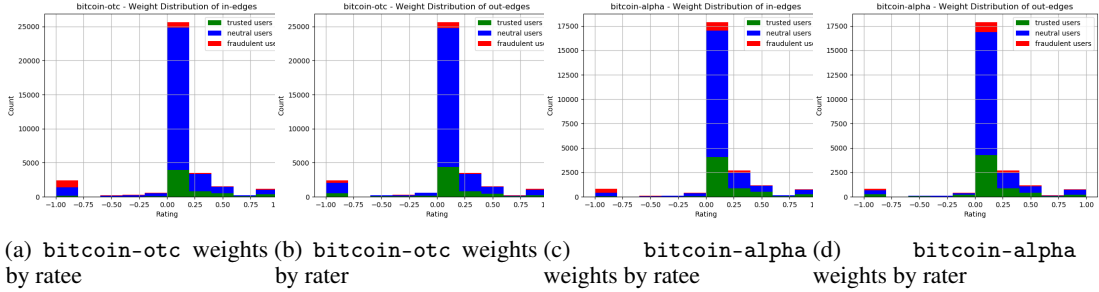 bitcoin-otc - Weight Distribution of in-edges
trusted users
neutral users
fraudulent use
25000
20000
15000
10000
5000
0
Count
−1.00 −0.75 −0.50 −0.25 0.00 0.25 0.50 0.75 1.0
Rating
bitcoin-otc - Weight Distribution of out-edges
trusted users
neutral users
fraudulent use
25000
20000
15000
10000
5000
0
Count
−1.00 −0.75 −0.50 −0.25 0.00 0.25 0.50 0.75 1.0
Rating
bitcoin-alpha - Weight Distribution of in-edges
trusted users
neutral users
fraudulent use
17500
15000
12500
10000
7500
5000
2500
0
Count
−1.00 −0.75 −0.50 −0.25 0.00 0.25 0.50 0.75 1.0
Rating
bitcoin-alpha - Weight Distribution of out-edges
trusted users
neutral users
fraudulent users
17500
15000
12500
10000
7500
5000
2500
0
Count
−1.00 −0.75 −0.50 −0.25 0.00 0.25 0.50 0.75 1.00
Rating
(a) bitcoin-otc weights
by ratee
(b) bitcoin-otc weights
by rater
(c) bitcoin-alpha
weights by ratee
(d) bitcoin-alpha
weights by rater